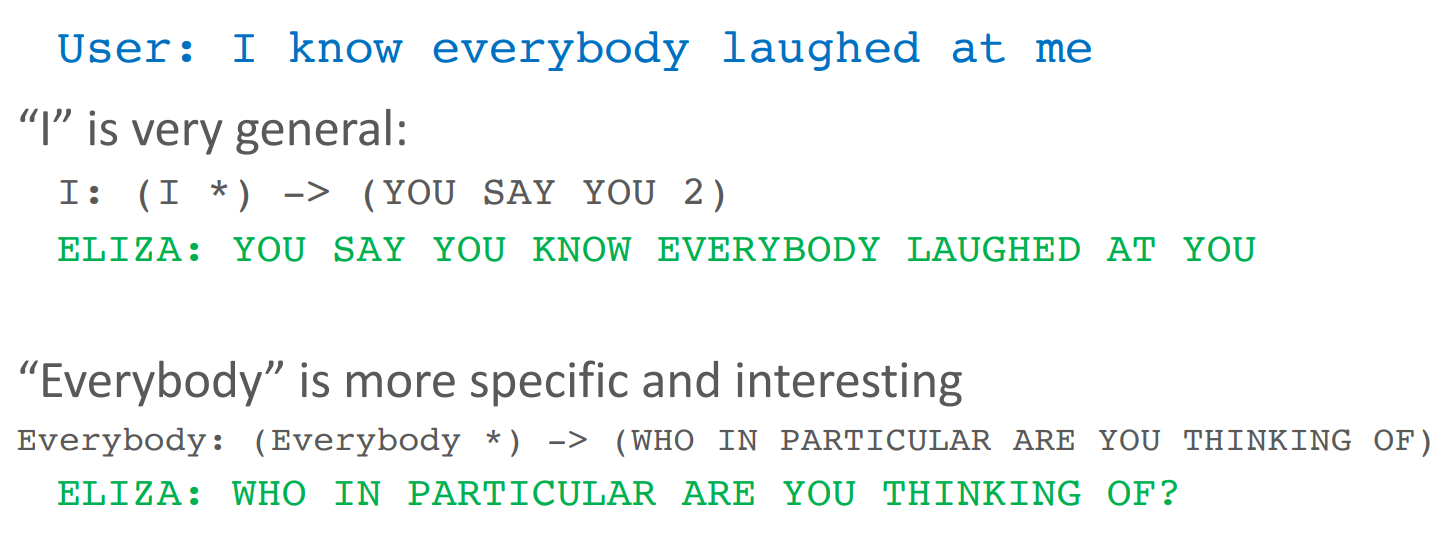 User: I know everybody laughed at me
“I” is very general:
I: (I *) -> (YOU SAY YOU 2)
ELIZA: YOU SAY YOU KNOW EVERYBODY LAUGHED AT YOU
“Everybody” is more specific and interesting
Everybody: (Everybody *) -> (WHO IN PARTICULAR ARE YOU THINKING OF)
ELIZA: WHO IN PARTICULAR ARE YOU THINKING OF?